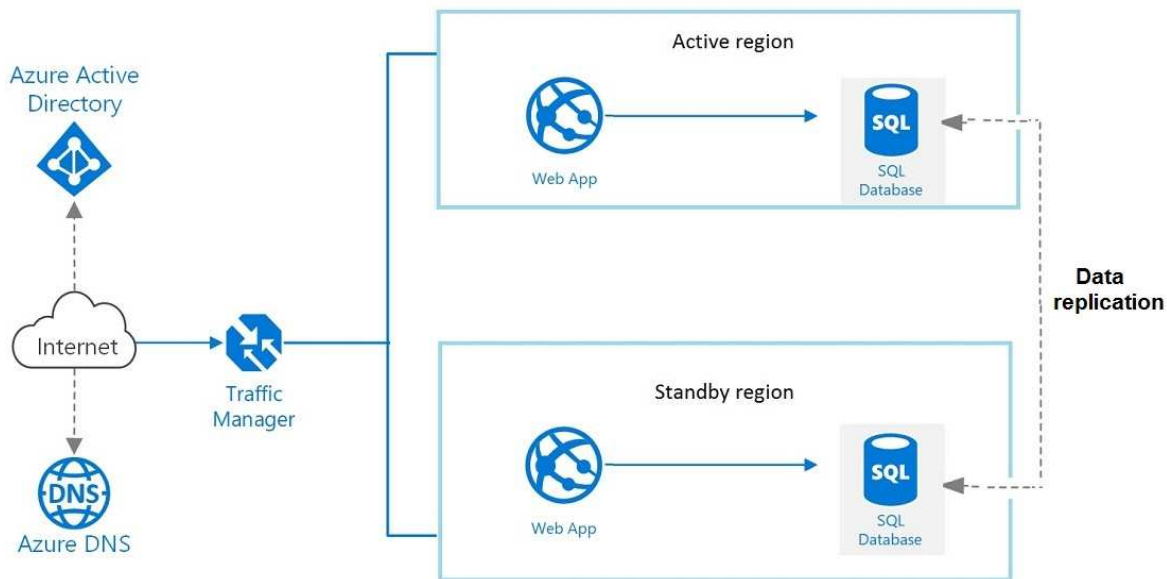 Azure Active
Directory
Internet
DNS
Azure DNS
Traffic
Manager
Active region
Web App
SQL
SQL
Database
Data
replication
Standby region
Web App
SQL
SQL
Database